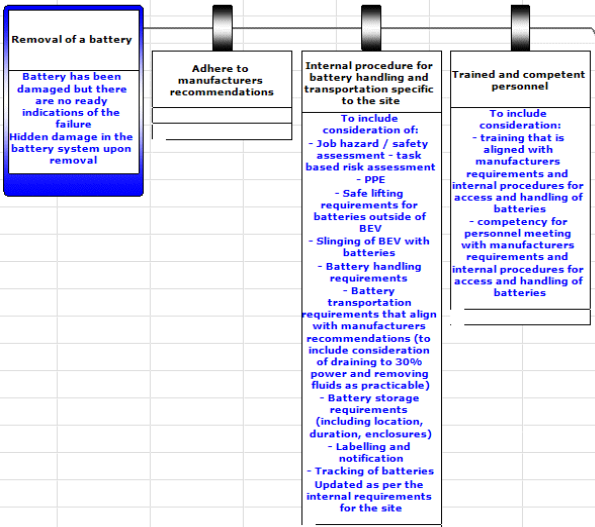 Removal of a battery
Battery has been
damaged but there
are no ready
indications of the
failure
Hidden damage in the
battery system upon
removal
Adhere to
manufacturers
recommendations
Internal procedure for
battery handling and
transportation specific
to the site
To include
consideration of:
- Job hazard / safety
assessment - task
based risk assessment
- PPE
- Safe lifting
requirements for
batteries outside of
BEV
- Slinging of BEV with
batteries
- Battery handling
requirements
- Battery
transportation
requirements that align
with manufacturers
recommendations (to
include consideration
of draining to 30%
power and removing
fluids as practicable)
- Battery storage
requirements
(including location,
duration, enclosures)
- Labelling and
notification
- Tracking of batteries
Updated as per the
internal requirements
for the site
Trained and competent
personnel
To include
consideration:
- training that is
aligned with
manufacturers
requirements and
internal procedures for
access and handling of
batteries
- competency for
personnel meeting
with manufacturers
requirements and
internal procedures for
access and handling of
batteries